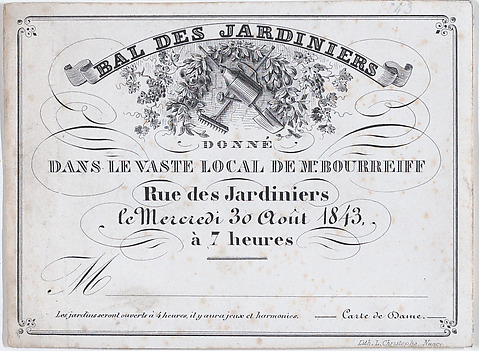 BAL DES JARDINIERS
DONNÉ
DANS LE VASTE LOCAL DE Mr. BOURREIFF
Rue des Jardiniers
le Mercredi 30 Août 1843,
à 7 heures
M
Les jardins seront ouverts à 4 heures, il y aura jeux et harmonies.
Carte de Dame.
Lith. L. Christophe, Nancy.